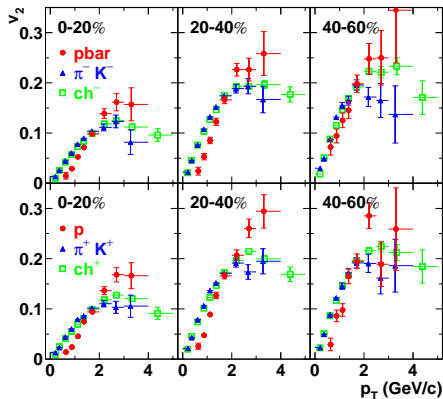 v₂
0-20% 20-40% 40-60%
0.3
pbar
π⁻ K⁻
ch⁻
0.2
0.1
0
0-20% 20-40% 40-60%
0.3
p
π⁺ K⁺
ch⁺
0.2
0.1
0
0 2 4 0 2 4 0 2 4
p_T (GeV/c)